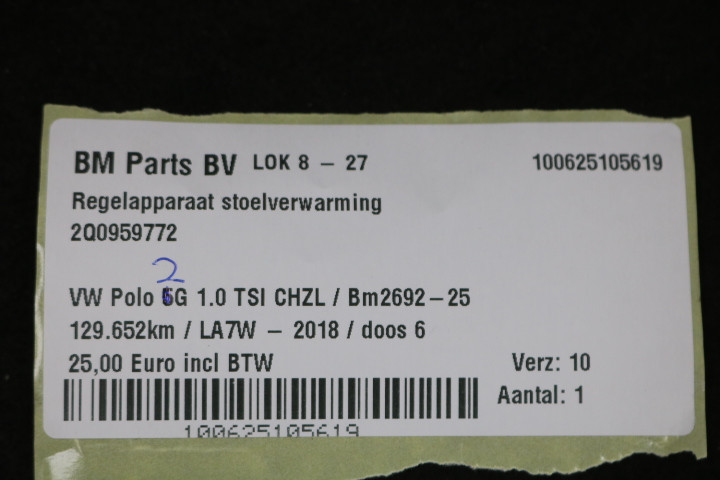 BM Parts BV LOK 8 - 27 100625105619
Regelapparaat stoelverwarming
2Q0959772
2
VW Polo 6G 1.0 TSI CHZL / Bm2692-25
129.652km / LA7W - 2018 / doos 6
25,00 Euro incl BTW Verz: 10
Aantal: 1
100625105619